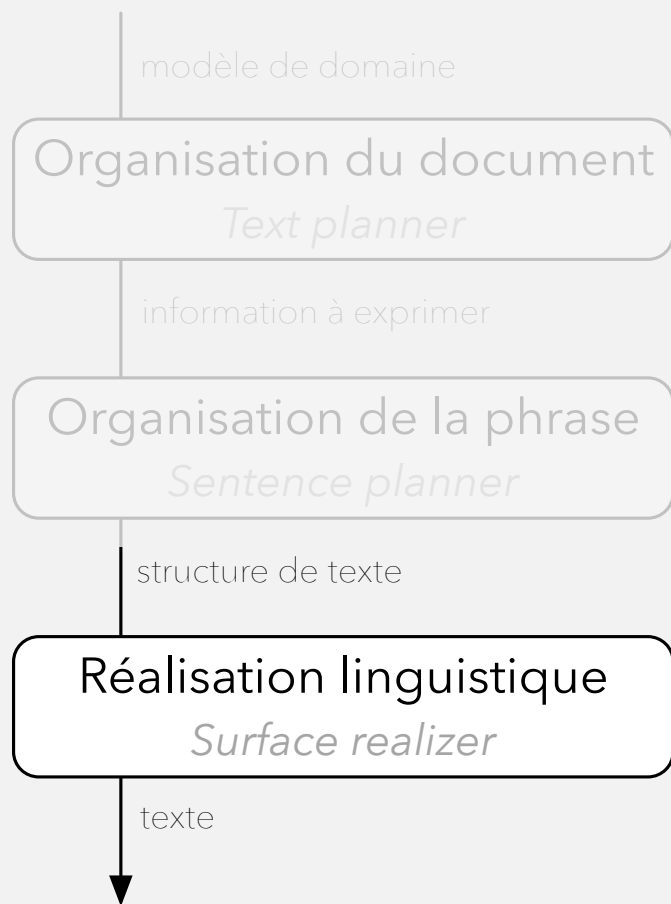 modèle de domaine
Organisation du document
Text planner
information à exprimer
Organisation de la phrase
Sentence planner
structure de texte
Réalisation linguistique
Surface realizer
texte